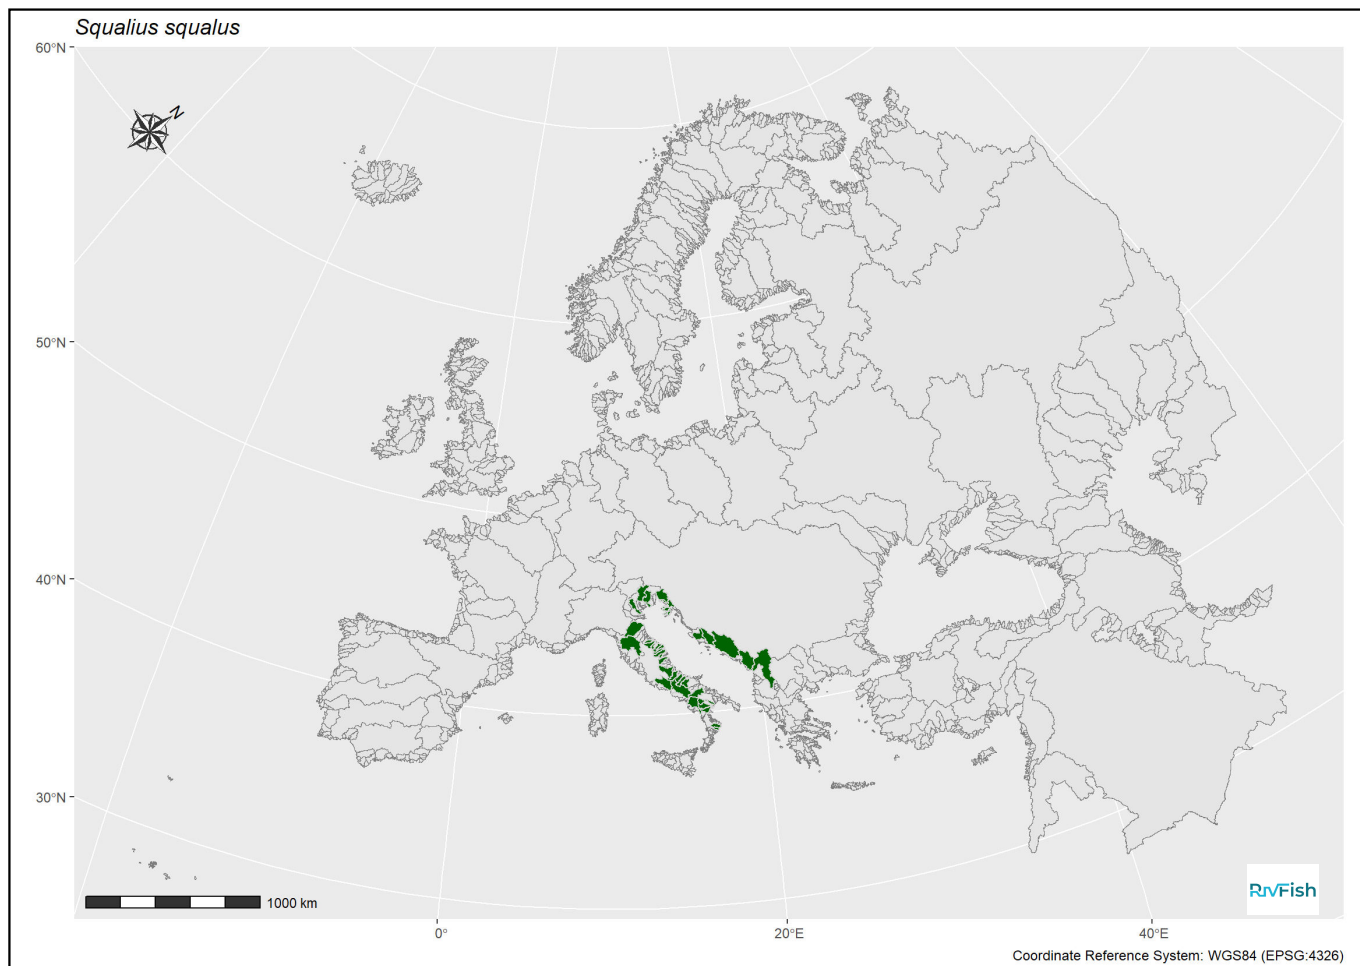 Squalius squalus
60°N
N
50°N
40°N
30°N
1000 km
RIVFisH
0°
20°E
40°E
Coordinate Reference System: WGS84 (EPSG:4326)